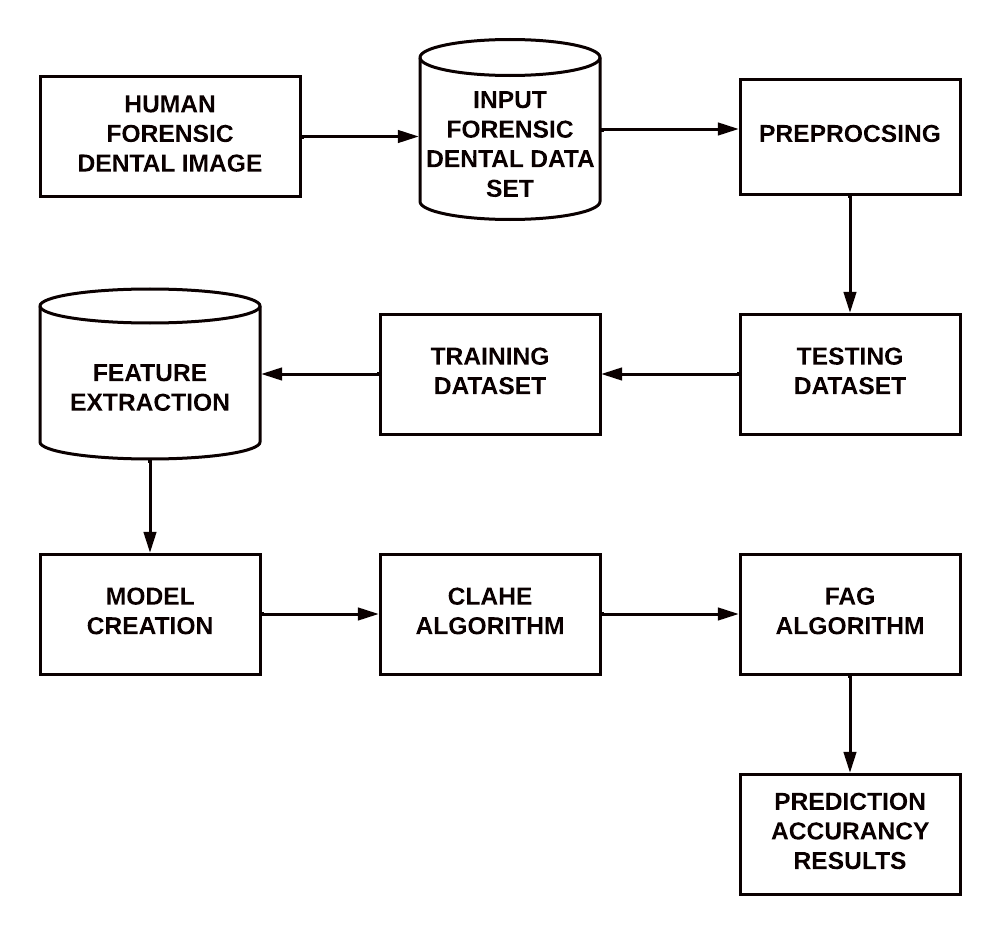 HUMAN
FORENSIC
DENTAL IMAGE
INPUT
FORENSIC
DENTAL DATA
SET
PREPROCSING
TESTING
DATASET
TRAINING
DATASET
FEATURE
EXTRACTION
MODEL
CREATION
CLAHE
ALGORITHM
FAG
ALGORITHM
PREDICTION
ACCURANCY
RESULTS